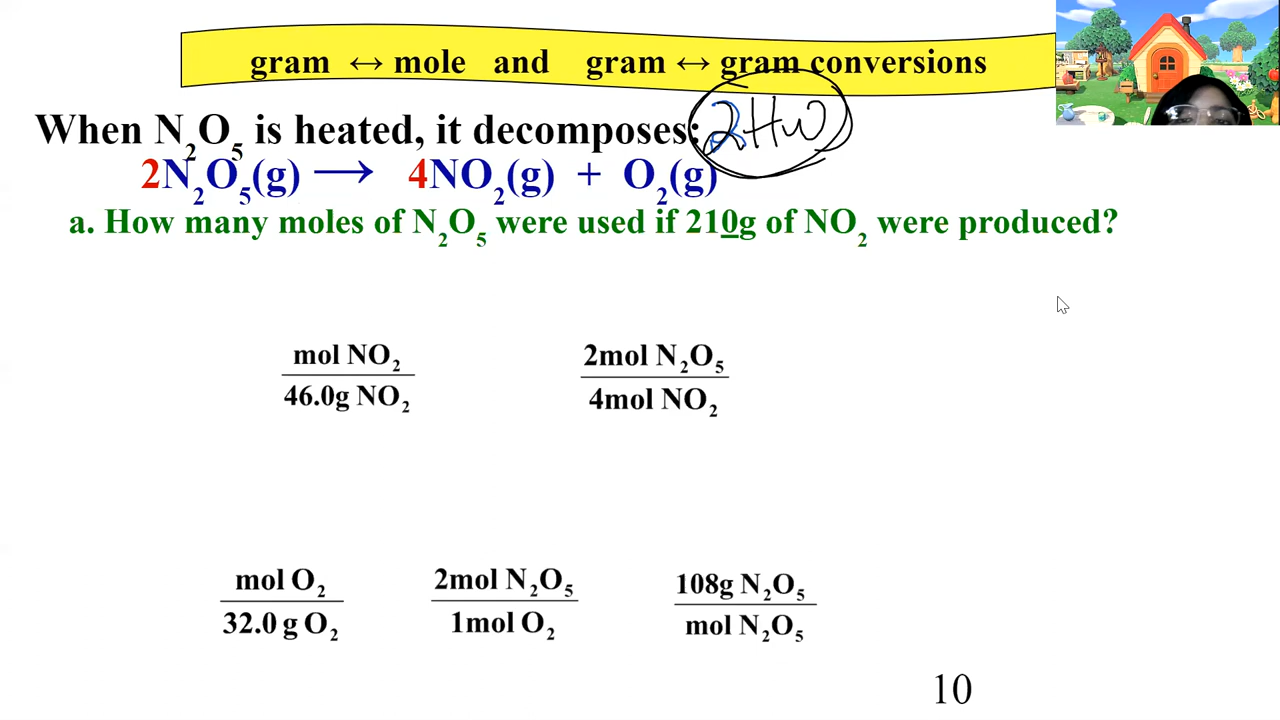 gram ↔ mole and gram ↔ gram conversions
When N₂O₅ is heated, it decomposes: 2HW
2N₂O₅(g) → 4NO₂(g) + O₂(g)
a. How many moles of N₂O₅ were used if 210g of NO₂ were produced?
mol NO₂ 2mol N₂O₅
46.0g NO₂ 4mol NO₂
mol O₂ 2mol N₂O₅ 108g N₂O₅
32.0 g O₂ 1mol O₂ mol N₂O₅
10